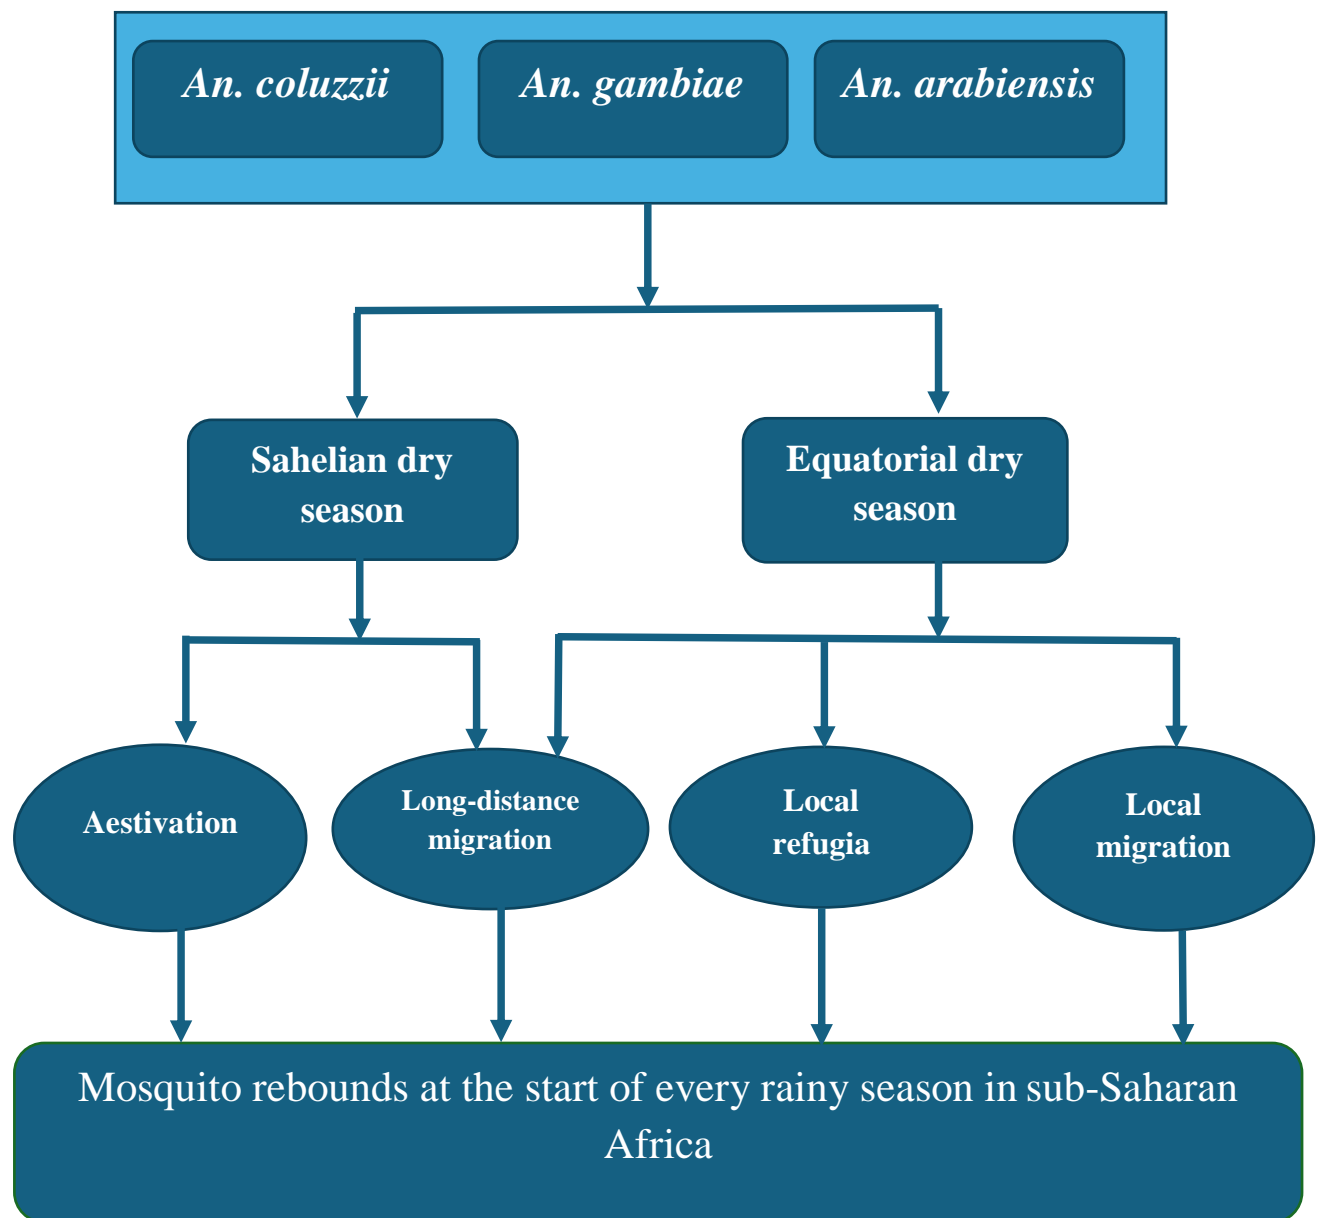 An. coluzzii
An. gambiae
An. arabiensis
Sahelian dry
season
Equatorial dry
season
Aestivation
Long-distance
migration
Local
refugia
Local
migration
Mosquito rebounds at the start of every rainy season in sub-Saharan
Africa